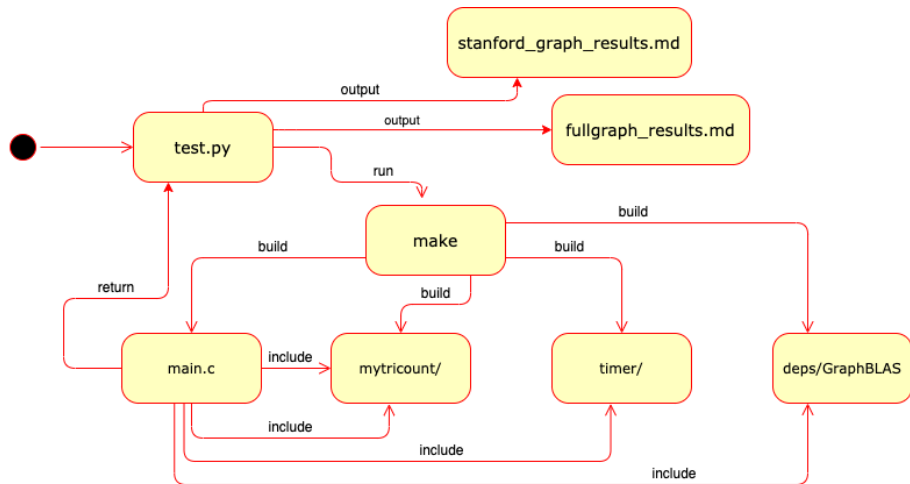 stanford_graph_results.md
output
output
fullgraph_results.md
test.py
run
build
make
build
build
build
return
main.c
include
mytricount/
timer/
deps/GraphBLAS
include
include
include